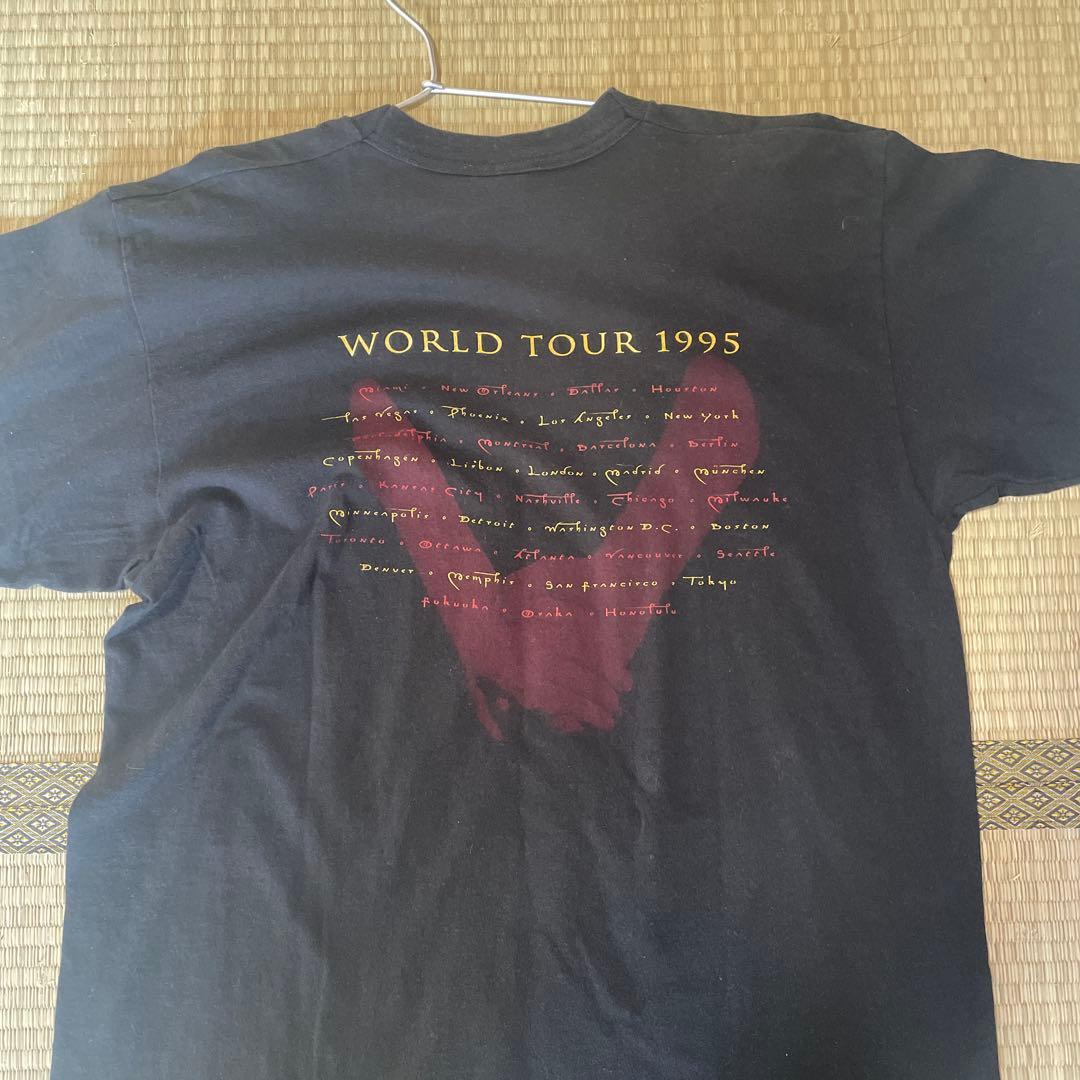 WORLD TOUR 1995
Miami • New Orleans • Dallas • Houston
Las Vegas • Phoenix • Los Angeles • New York
Philadelphia • Montreal • Barcelona • Berlin
Copenhagen • Lisbon • London • Madrid • München
Paris • Kansas City • Nashville • Chicago • Milwauke
Minneapolis • Detroit • Washington D.C. • Boston
Toronto • Ottawa • Atlanta • Vancouver • Seattle
Denver • Memphis • San Francisco • Tokyo
Fukuoka • Osaka • Honolulu